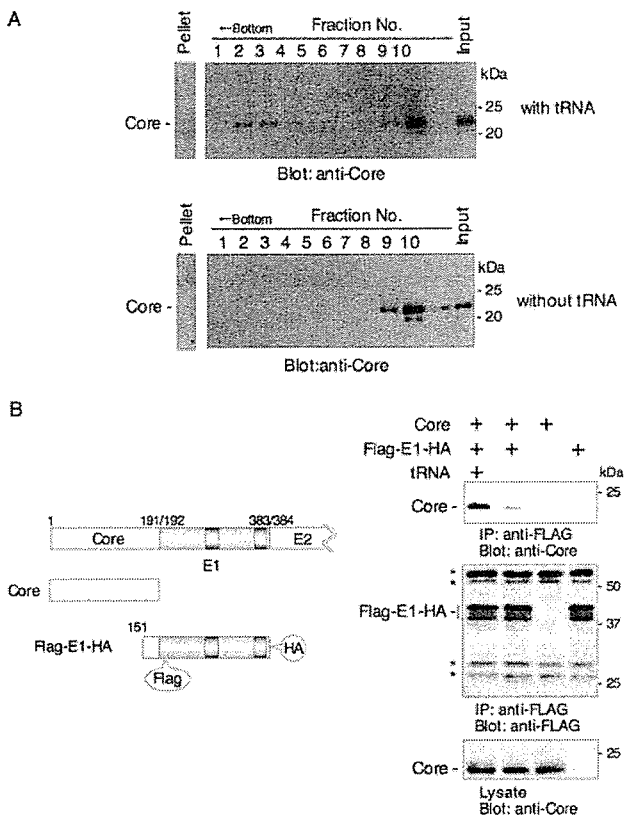 A
Pellet
←Bottom Fraction No.
1 2 3 4 5 6 7 8 9 10
Input
kDa
Core -
- 25
- 20
with tRNA
Blot: anti-Core
Pellet
←Bottom Fraction No.
1 2 3 4 5 6 7 8 9 10
Input
kDa
Core -
- 25
- 20
without tRNA
Blot:anti-Core
B
Core + + +
Flag-E1-HA + + +
tRNA +
kDa
Core -
- 25
IP: anti-FLAG
Blot: anti-Core
1 191/192 383/384
Core E2
E1
Core
151
Flag-E1-HA
HA
Flag
*
*
Flag-E1-HA
*
*
50
37
25
IP: anti-FLAG
Blot: anti-FLAG
Core -
- 25
Lysate
Blot: anti-Core